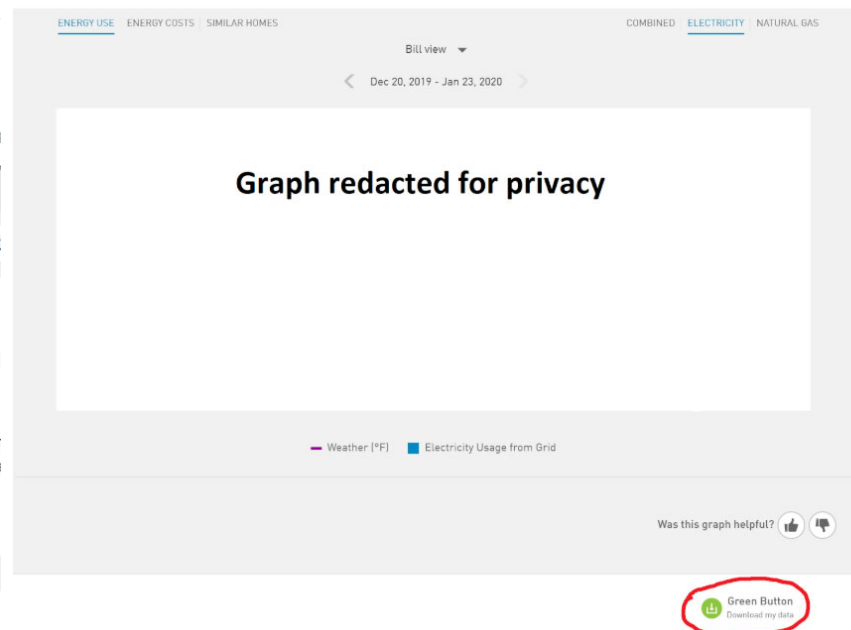 ENERGY USE ENERGY COSTS SIMILAR HOMES COMBINED ELECTRICITY NATURAL GAS
Bill view
Dec 20, 2019 - Jan 23, 2020
Graph redacted for privacy
Weather (°F) Electricity Usage from Grid
Was this graph helpful?
Green Button
Download my data